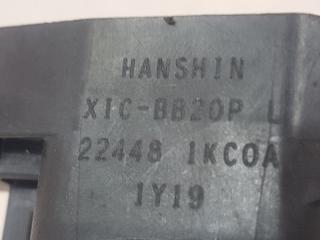 HANSHIN
XIC-BB20P L
22448 1KC0A
1Y19